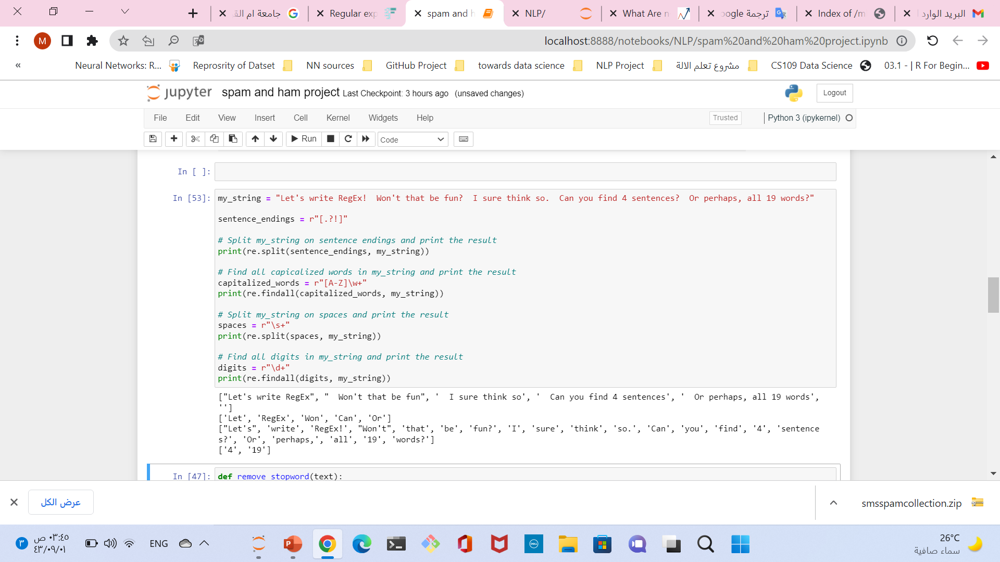 جامعة ام الق
Regular exp
spam and h
NLP/
What Are n
ترجمة oogle
Index of /m
البريد الوارد
M
localhost:8888/notebooks/NLP/spam%20and%20ham%20project.ipynb
«
Neural Networks: R...
Reprosrity of Datset
NN sources
GitHub Project
towards data science
NLP Project
مشروع تعلم الالة
CS109 Data Science
03.1 - | R For Begin...
jupyter spam and ham project Last Checkpoint: 3 hours ago (unsaved changes)
Logout
File Edit View Insert Cell Kernel Widgets Help
Trusted
Python 3 (ipykernel)
Run
Code
In [ ]:
In [53]:
my_string = "Let's write RegEx!  Won't that be fun?  I sure think so.  Can you find 4 sentences?  Or perhaps, all 19 words?"
sentence_endings = r"[.?!]"
# Split my_string on sentence endings and print the result
print(re.split(sentence_endings, my_string))
# Find all capicalized words in my_string and print the result
capitalized_words = r"[A-Z]\w+"
print(re.findall(capitalized_words, my_string))
# Split my_string on spaces and print the result
spaces = r"\s+"
print(re.split(spaces, my_string))
# Find all digits in my_string and print the result
digits = r"\d+"
print(re.findall(digits, my_string))
["Let's write RegEx", "  Won't that be fun", '  I sure think so', '  Can you find 4 sentences', '  Or perhaps, all 19 words',
'']
['Let', 'RegEx', 'Won', 'Can', 'Or']
["Let's", 'write', 'RegEx!', "Won't", 'that', 'be', 'fun?', 'I', 'sure', 'think', 'so.', 'Can', 'you', 'find', '4', 'sentence
s?', 'Or', 'perhaps,', 'all', '19', 'words?']
['4', '19']
In [47]:
def remove_stopword(text):
عرض الكل
smsspamcollection.zip
٣
٠٣:٤٥ ص
٤٣/٠٩/٠١
ENG
DELL
26°C
سماء صافية